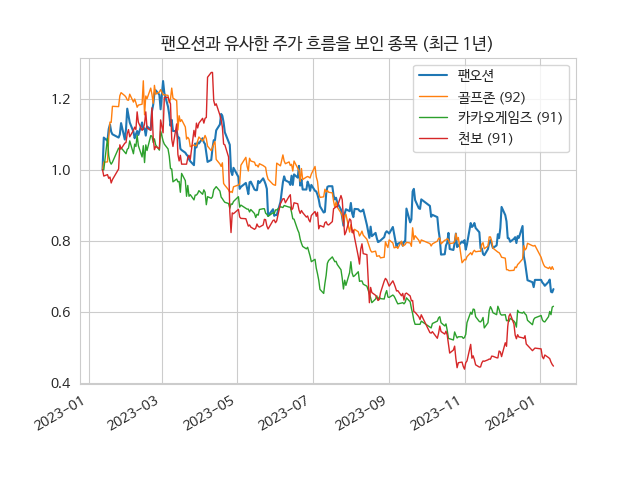 팬오션과 유사한 주가 흐름을 보인 종목 (최근 1년)
팬오션
골프존 (92)
카카오게임즈 (91)
천보 (91)
1.2
1.0
0.8
0.6
0.4
2023-01
2023-03
2023-05
2023-07
2023-09
2023-11
2024-01